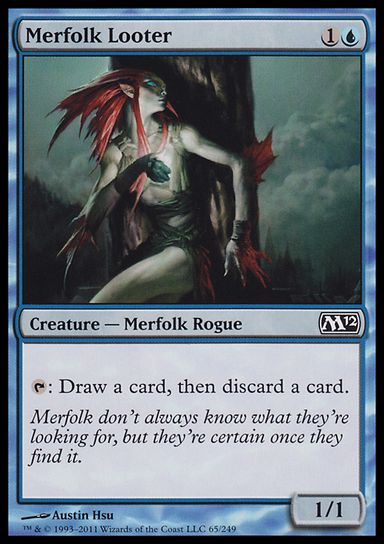 Merfolk Looter 1
Creature — Merfolk Rogue M12
: Draw a card, then discard a card.
Merfolk don't always know what they're
looking for, but they're certain once they
find it.
Austin Hsu
™ & © 1993–2011 Wizards of the Coast LLC 65/249
1/1